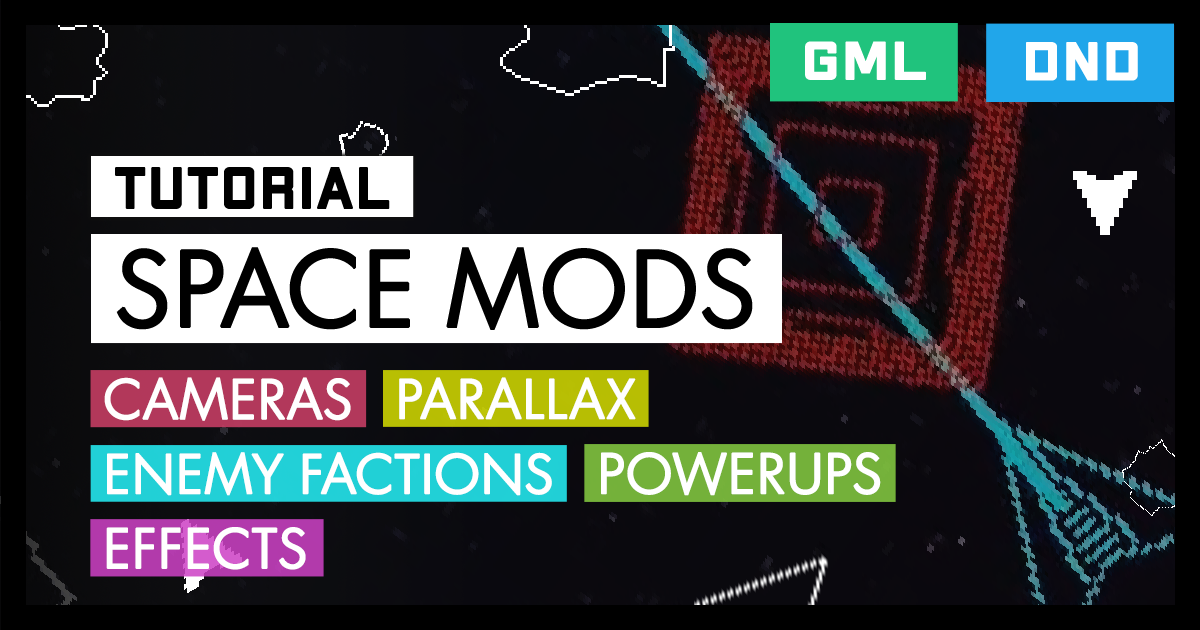 GML DND
TUTORIAL
SPACE MODS
CAMERAS PARALLAX
ENEMY FACTIONS POWERUPS
EFFECTS